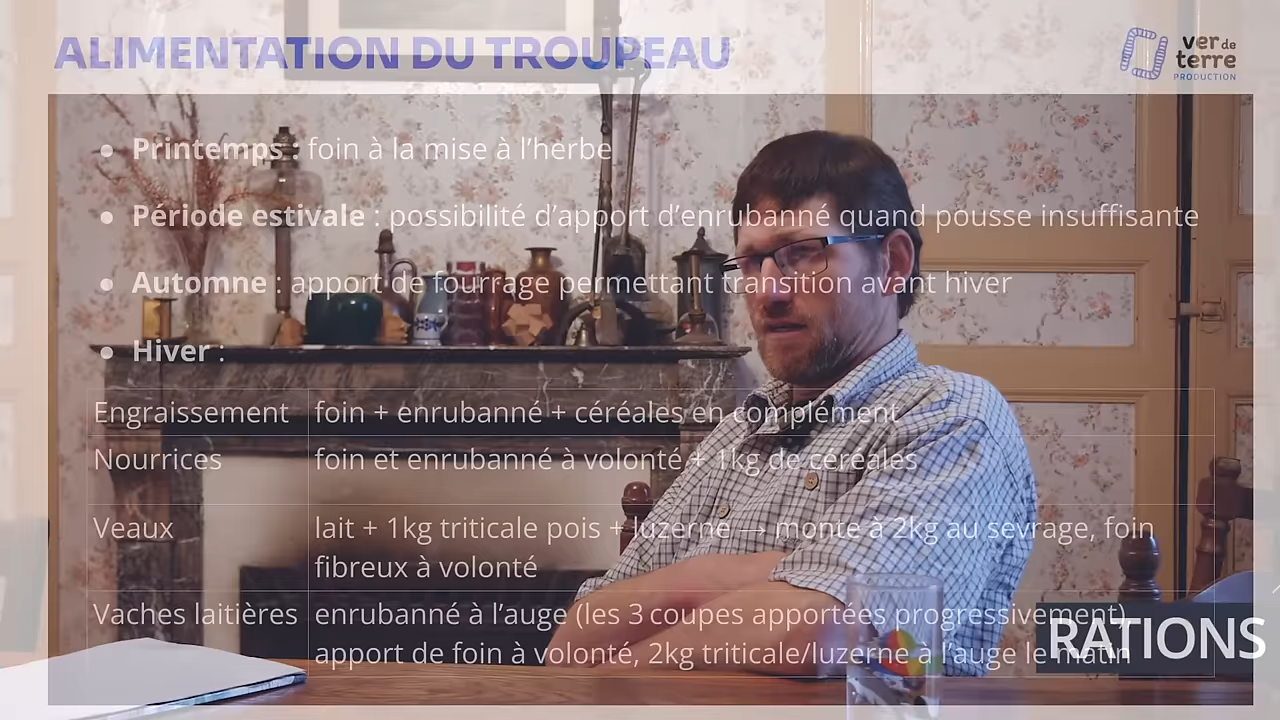 ALIMENTATION DU TROUPEAU
ver de
terre
PRODUCTION
• Printemps : foin à la mise à l’herbe
• Période estivale : possibilité d’apport d’enrubanné quand pousse insuffisante
• Automne : apport de fourrage permettant transition avant hiver
• Hiver :
Engraissement foin + enrubanné + céréales en complément
Nourrices foin et enrubanné à volonté + 1kg de céréales
Veaux lait + 1kg triticale pois + luzerne → monte à 2kg au sevrage, foin
fibreux à volonté
Vaches laitières enrubanné à l’auge (les 3 coupes apportées progressivement),
apport de foin à volonté, 2kg triticale/luzerne à l’auge le matin
RATIONS